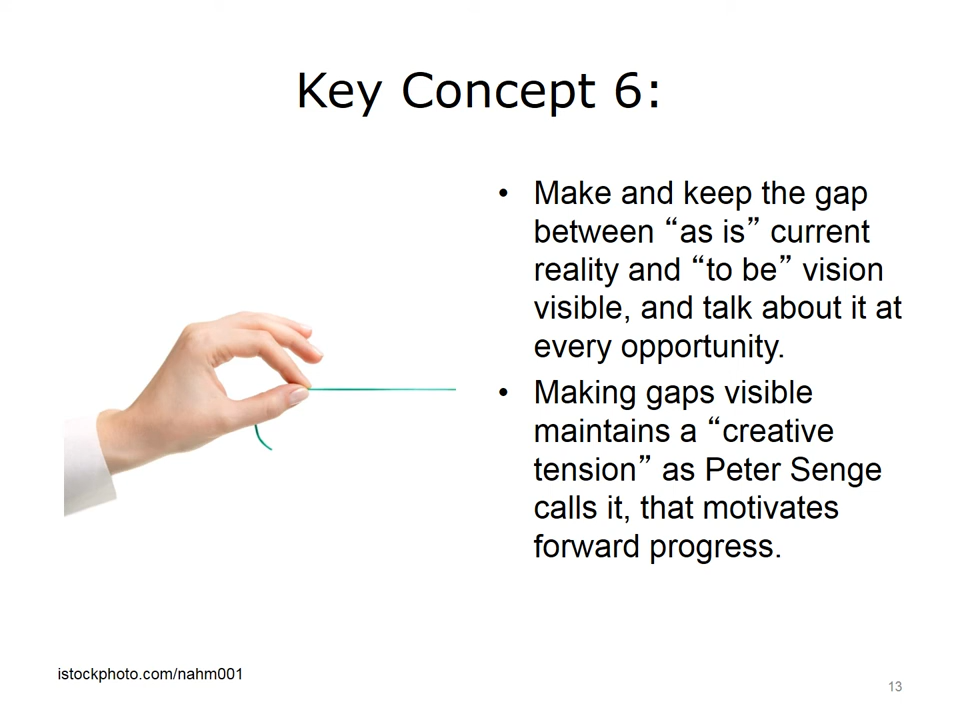 Key Concept 6:
• Make and keep the gap
between “as is” current
reality and “to be” vision
visible, and talk about it at
every opportunity.
• Making gaps visible
maintains a “creative
tension” as Peter Senge
calls it, that motivates
forward progress.
istockphoto.com/nahm001
13